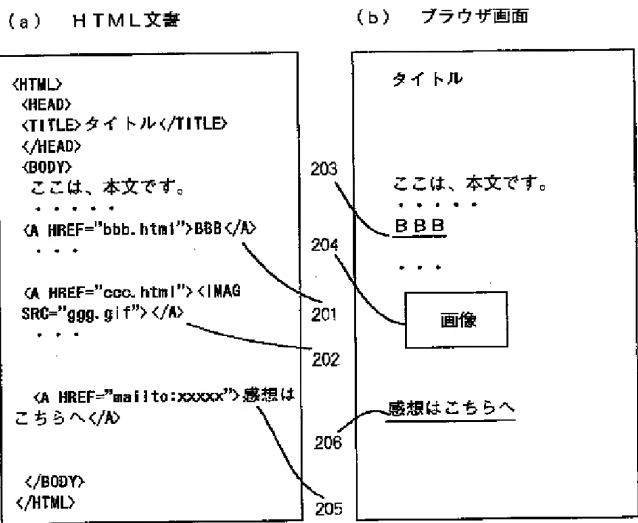 (a) HTML文書
<HTML>
<HEAD>
<TITLE>タイトル</TITLE>
</HEAD>
<BODY>
ここは、本文です。
・・・・・
<A HREF="bbb.html">BBB</A>
・・・
<A HREF="ccc.html"><IMAG
SRC="ggg.gif"></A>
・・・
<A HREF="mailto:xxxxx">感想は
こちらへ</A>
</BODY>
</HTML>
203
204
201
202
206
205
(b) ブラウザ画面
タイトル
ここは、本文です。
・・・・・
BBB
・・・
画像
感想はこちらへ